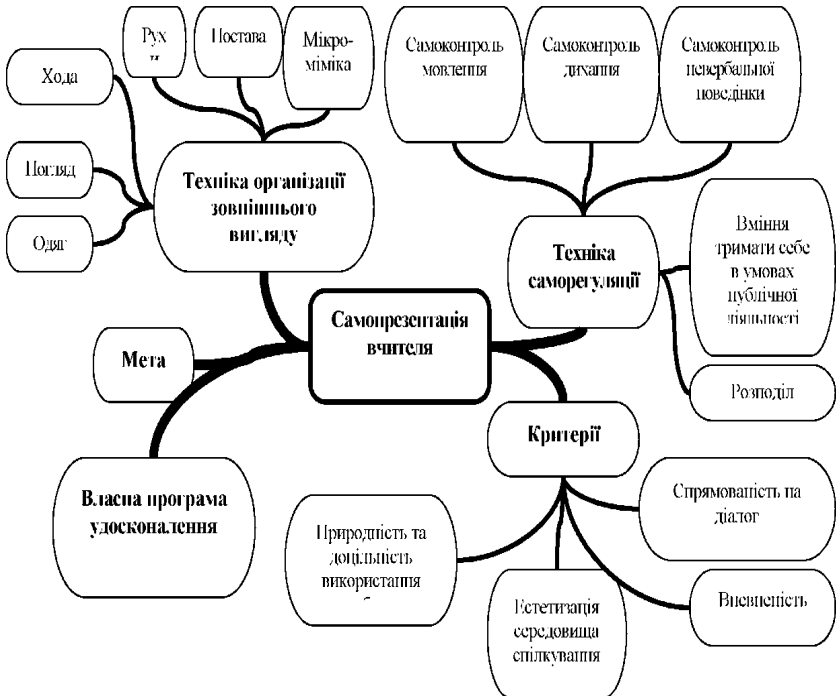 Рух
Постава
Мікро-
міміка
Хода
Погляд
Одяг
Техніка організації
зовнішнього
вигляду
Самоконтроль
мовлення
Самоконтроль
дихання
Самоконтроль
невербальної
поведінки
Техніка
саморегуляції
Вміння
тримати себе
в умовах
публічної
діяльності
Розподіл
Самопрезентація
вчителя
Мета
Власна програма
удосконалення
Критерії
Природність та
доцільність
використання
Естетизація
середовища
спілкування
Спрямованість на
діалог
Впевненість